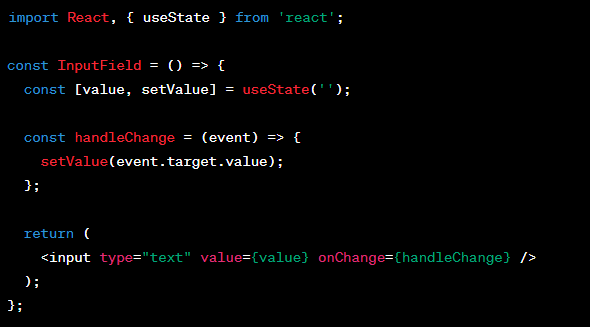 import React, { useState } from 'react';
const InputField = () => {
const [value, setValue] = useState('');
const handleChange = (event) => {
setValue(event.target.value);
};
return (
<input type="text" value={value} onChange={handleChange} />
);
};